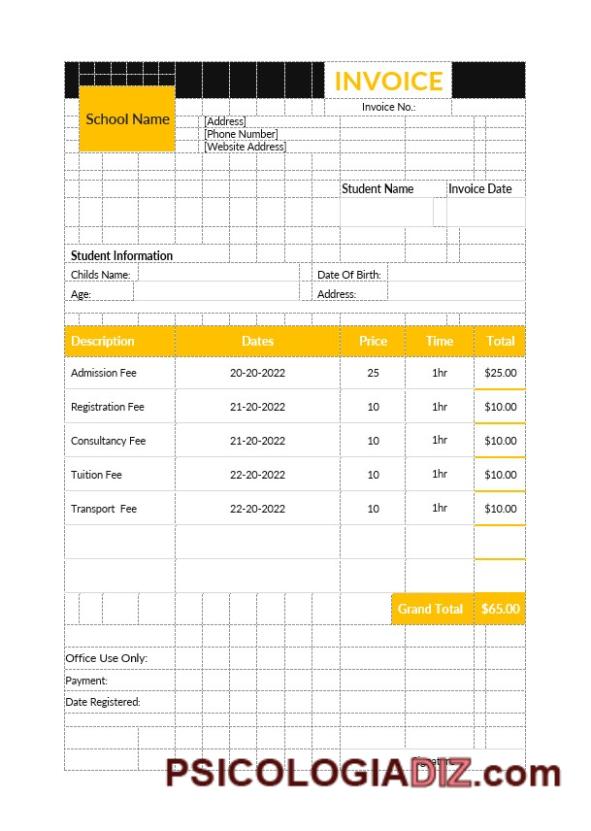 INVOICE
Invoice No.:
School Name
[Address]
[Phone Number]
[Website Address]
Student Name Invoice Date
Student Information
Childs Name: Date Of Birth:
Age: Address:
Description Dates Price Time Total
Admission Fee 20-20-2022 25 1hr $25.00
Registration Fee 21-20-2022 10 1hr $10.00
Consultancy Fee 21-20-2022 10 1hr $10.00
Tuition Fee 22-20-2022 10 1hr $10.00
Transport Fee 22-20-2022 10 1hr $10.00
Grand Total $65.00
Office Use Only:
Payment:
Date Registered:
PSICOLOGIADIZ.com